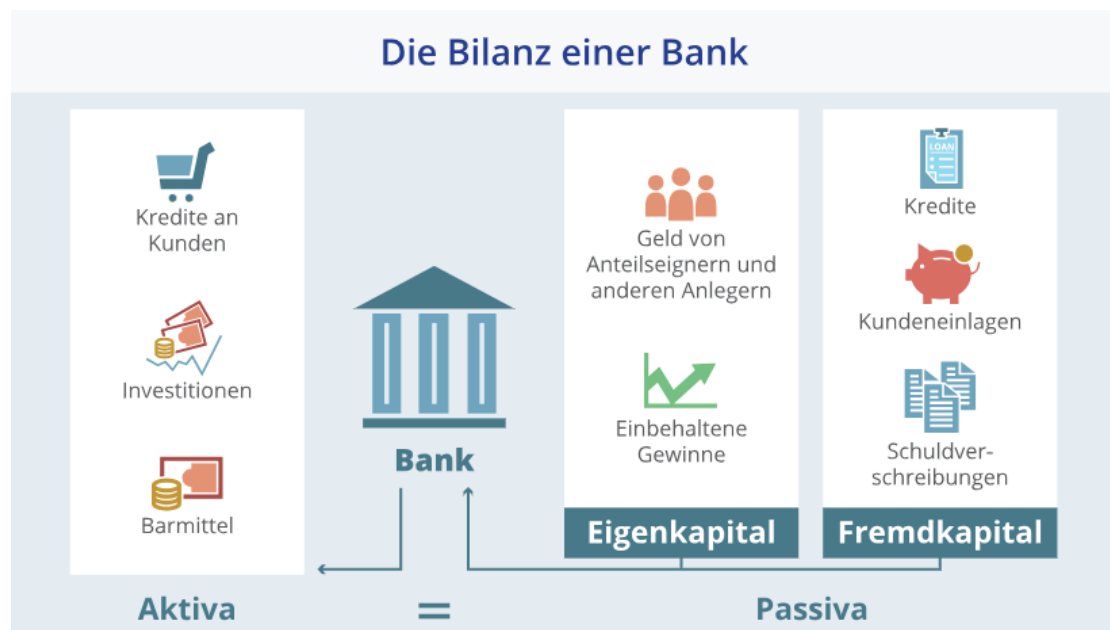 Die Bilanz einer Bank
Kredite an
Kunden
Investitionen
Barmittel
Aktiva
Bank
=
Geld von
Anteilseignern und
anderen Anlegern
Einbehaltene
Gewinne
Eigenkapital
LOAN
Kredite
Kundeneinlagen
Schuldver-
schreibungen
Fremdkapital
Passiva